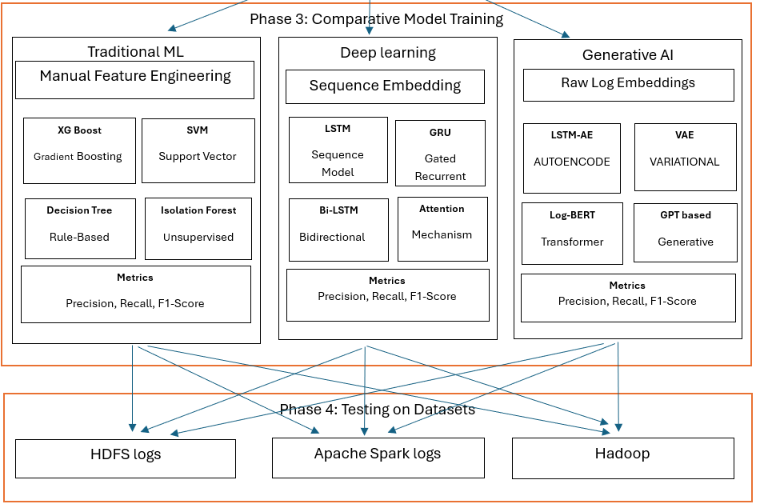 Phase 3: Comparative Model Training
Traditional ML
Manual Feature Engineering
XG Boost
Gradient Boosting
SVM
Support Vector
Decision Tree
Rule-Based
Isolation Forest
Unsupervised
Metrics
Precision, Recall, F1-Score
Deep learning
Sequence Embedding
LSTM
Sequence
Model
GRU
Gated
Recurrent
Bi-LSTM
Bidirectional
Attention
Mechanism
Metrics
Precision, Recall, F1-Score
Generative AI
Raw Log Embeddings
LSTM-AE
AUTOENCODE
VAE
VARIATIONAL
Log-BERT
Transformer
GPT based
Generative
Metrics
Precision, Recall, F1-Score
Phase 4: Testing on Datasets
HDFS logs
Apache Spark logs
Hadoop